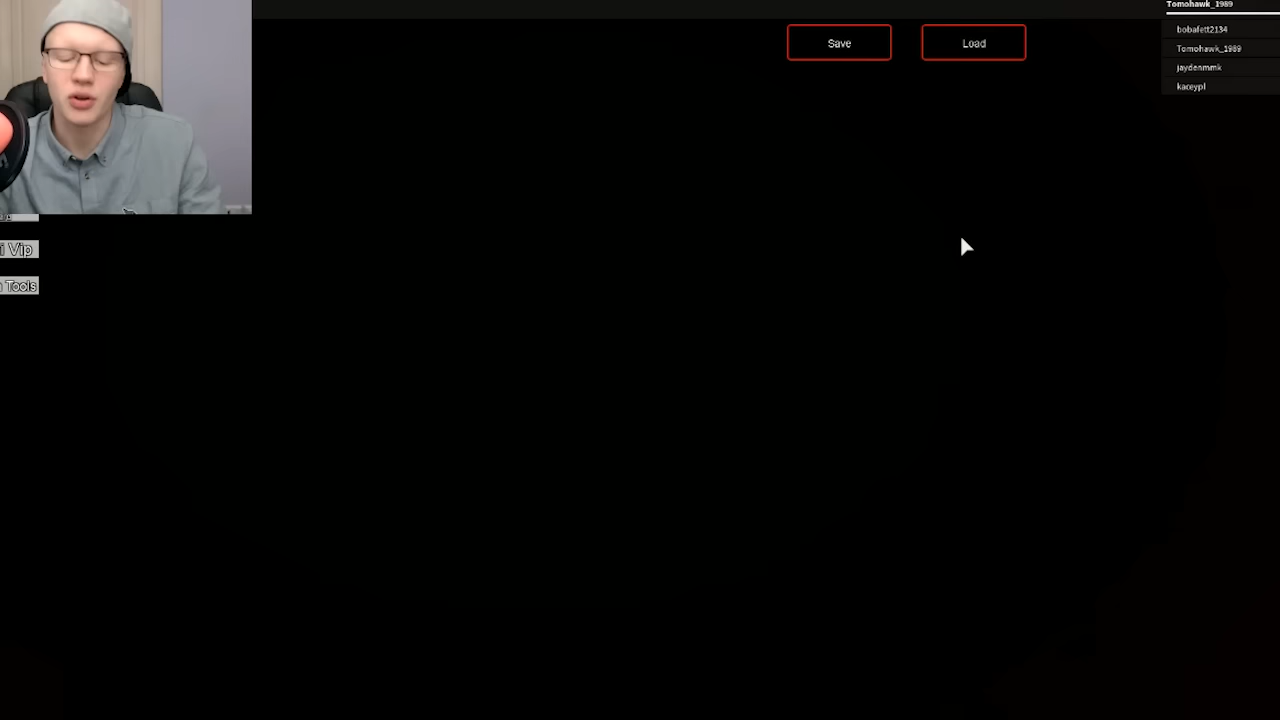 Tomohawk_1989
Save
Load
bobafett2134
Tomohawk_1989
jaydenmmk
kaceypl
Vip
Tools